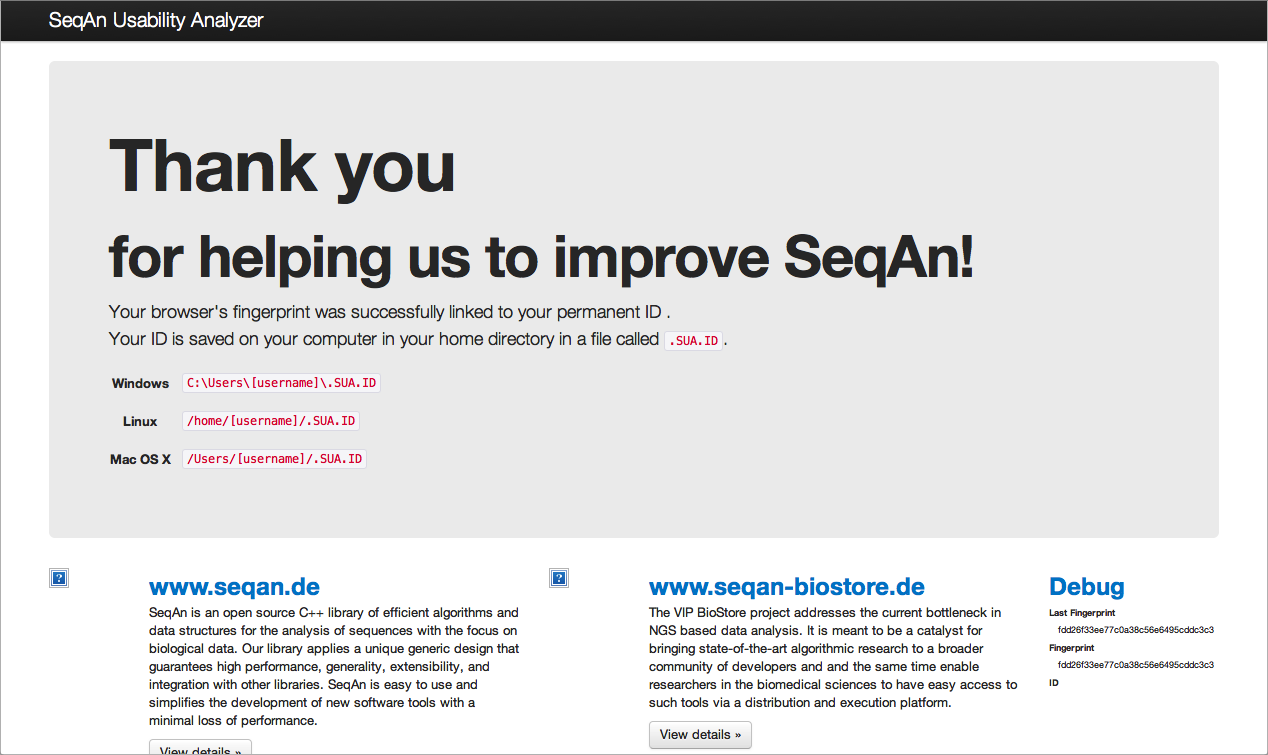 SeqAn Usability Analyzer
Thank you
for helping us to improve SeqAn!
Your browser's fingerprint was successfully linked to your permanent ID .
Your ID is saved on your computer in your home directory in a file called .SUA.ID.
Windows C:\Users\[username]\.SUA.ID
Linux /home/[username]/.SUA.ID
Mac OS X /Users/[username]/.SUA.ID
www.seqan.de
SeqAn is an open source C++ library of efficient algorithms and
data structures for the analysis of sequences with the focus on
biological data. Our library applies a unique generic design that
guarantees high performance, generality, extensibility, and
integration with other libraries. SeqAn is easy to use and
simplifies the development of new software tools with a
minimal loss of performance.
View details »
www.seqan-biostore.de
The VIP BioStore project addresses the current bottleneck in
NGS based data analysis. It is meant to be a catalyst for
bringing state-of-the-art algorithmic research to a broader
community of developers and and the same time enable
researchers in the biomedical sciences to have easy access to
such tools via a distribution and execution platform.
View details »
Debug
Last Fingerprint
fdd26f33ee77c0a38c56e6495cddc3c3
Fingerprint
fdd26f33ee77c0a38c56e6495cddc3c3
ID